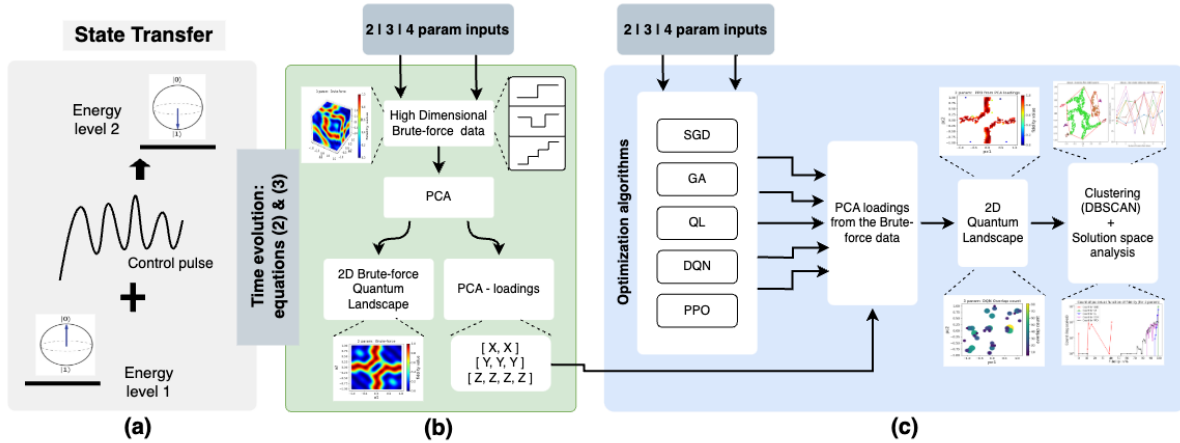 State Transfer
2 | 3 | 4 param inputs
2 | 3 | 4 param inputs
Energy
level 2
|0⟩
|1⟩
Control pulse
|0⟩
|1⟩
Energy
level 1
(a)
Time evolution:
equations (2) & (3)
High Dimensional
Brute-force data
PCA
2D Brute-force
Quantum
Landscape
PCA - loadings
[ X, X ]
[ Y, Y, Y ]
[ Z, Z, Z, Z ]
(b)
Optimization algorithms
SGD
GA
QL
DQN
PPO
PCA loadings
from the Brute-
force data
2D
Quantum
Landscape
Clustering
(DBSCAN)
+
Solution space
analysis
(c)